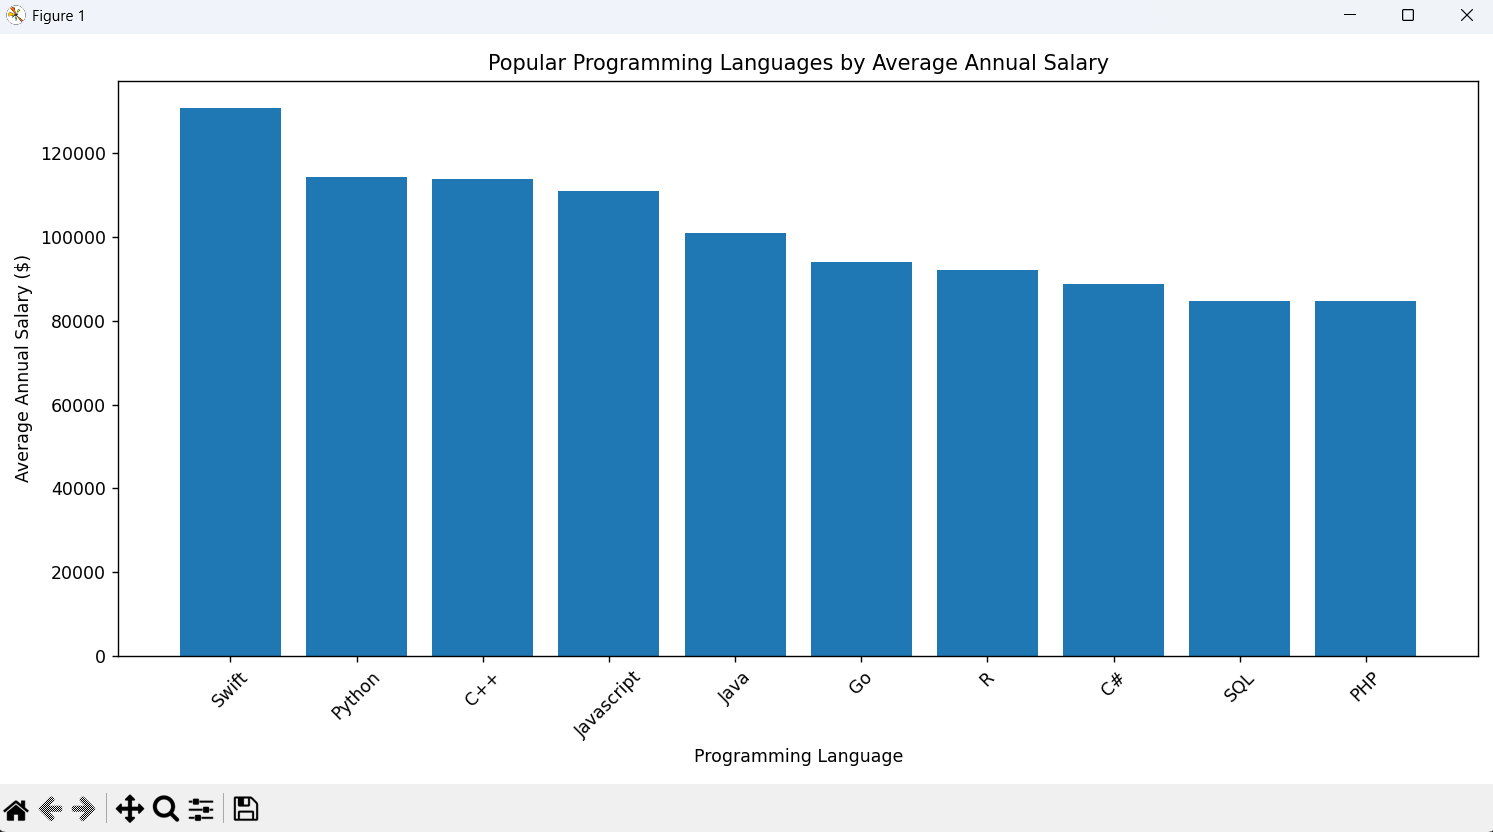 Figure 1
Popular Programming Languages by Average Annual Salary
Average Annual Salary ($)
120000
100000
80000
60000
40000
20000
0
Swift
Python
C++
Javascript
Java
Go
R
C#
SQL
PHP
Programming Language